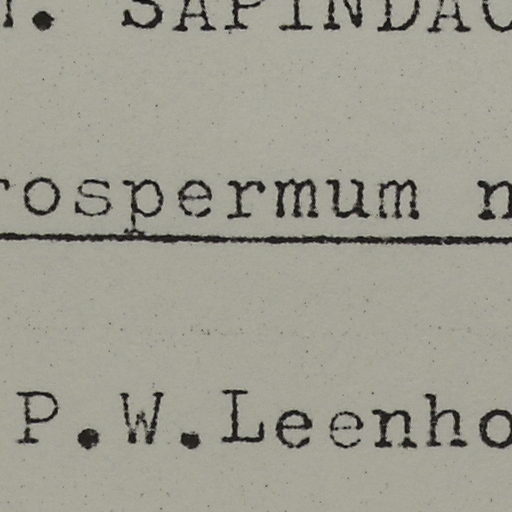 . SAPINDAC
rospermum n
P.W.Leenho